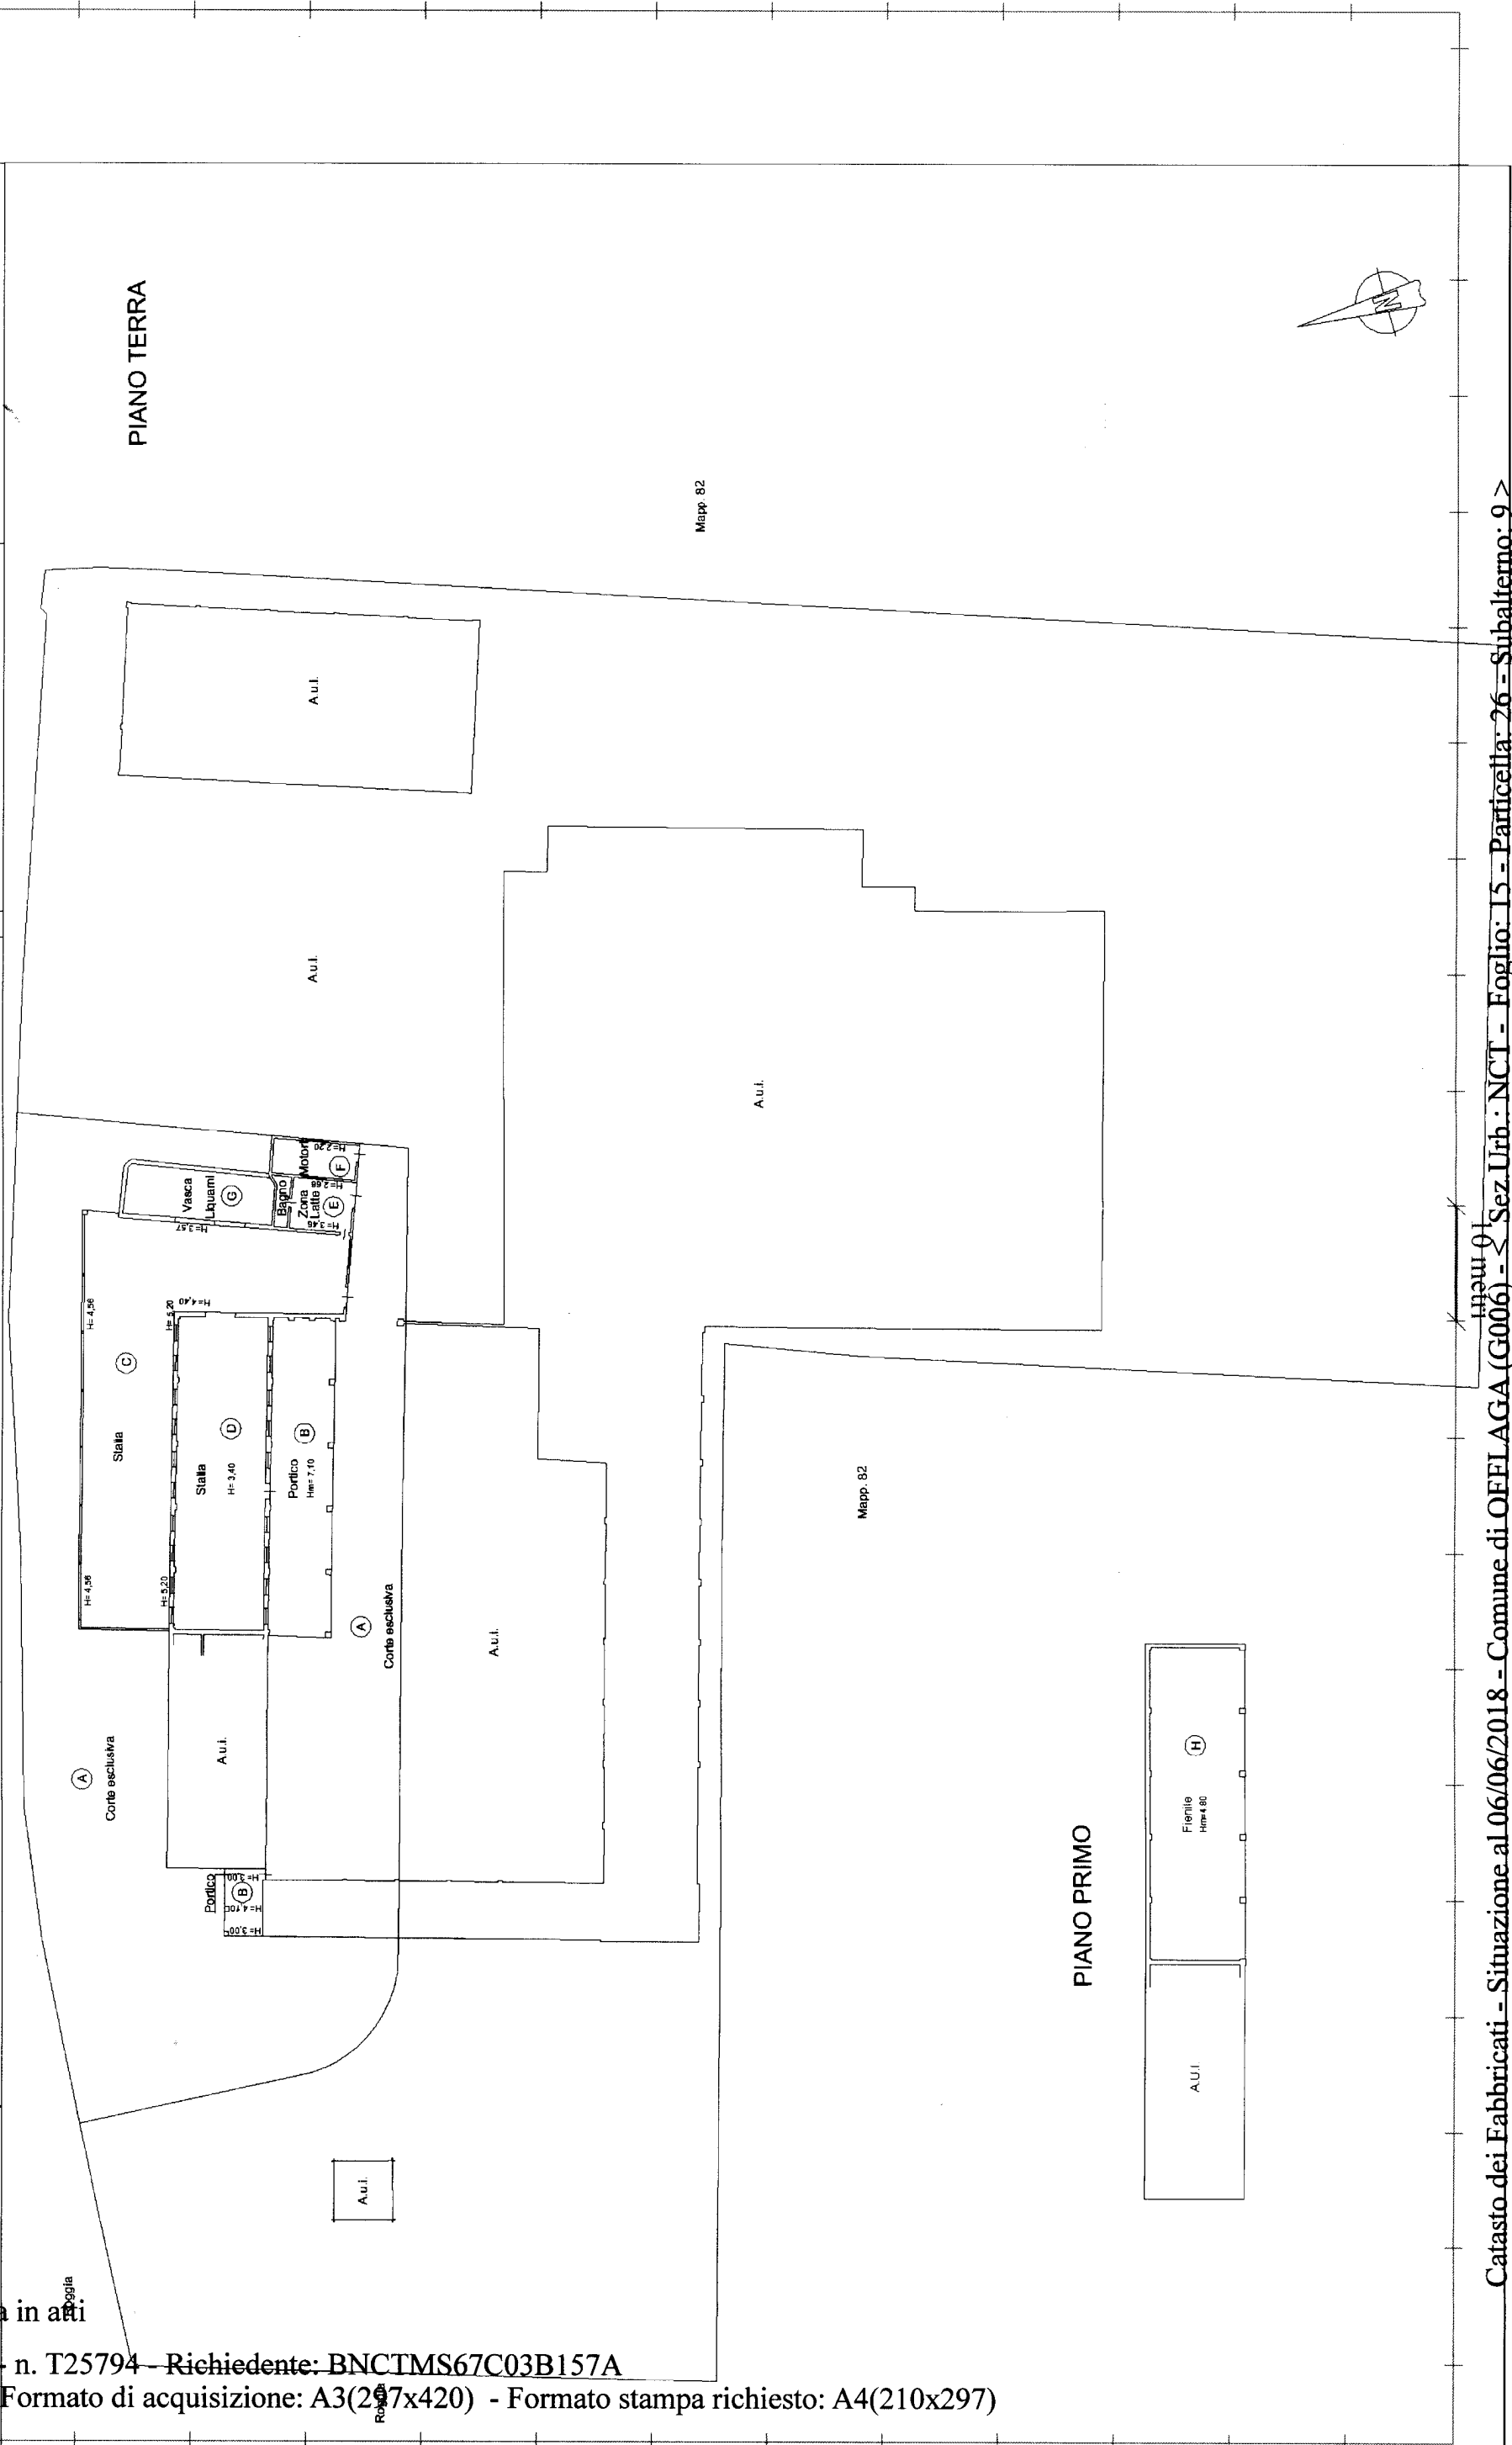 PIANO TERRA
Mapp. 82
A.u.i.
A.u.i.
A.u.i.
Motori
H=2,20
F
Vasca
Liquami
G
Bagno
Zona
Latte
H=2,68
E
H=3,46
H=3,57
H=4,40
H=4,56
H=5,20
C
Stalla
D
Stalla
H=3,40
B
Portico
Hm=7,10
H=4,56
H=5,20
A
Corte esclusiva
A.u.i.
Mapp. 82
A
Corte esclusiva
A.u.i.
Portico
H=3,00
B
H=4,10
H=3,00
A.u.i.
Roggia
Roggia
PIANO PRIMO
H
Fienile
Hm=4.80
A.U.I.
N
10 metri
Catasto dei Fabbricati - Situazione al 06/06/2018 - Comune di OFFLAGA (G006) - < Sez.Urb.: NCT - Foglio: 15 - Particella: 26 - Subalterno: 9 >
a in atti
- n. T25794 - Richiedente: BNCTMS67C03B157A
Formato di acquisizione: A3(297x420) - Formato stampa richiesto: A4(210x297)